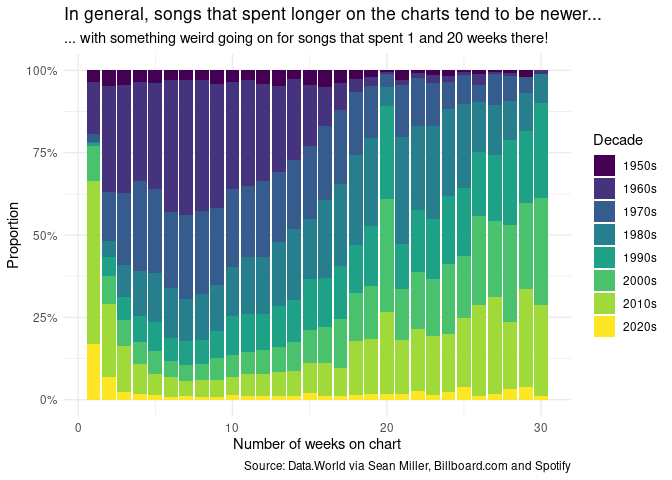 In general, songs that spent longer on the charts tend to be newer...
... with something weird going on for songs that spent 1 and 20 weeks there!
100%
75%
50%
25%
0%
Proportion
0
10
20
30
Number of weeks on chart
Decade
1950s
1960s
1970s
1980s
1990s
2000s
2010s
2020s
Source: Data.World via Sean Miller, Billboard.com and Spotify